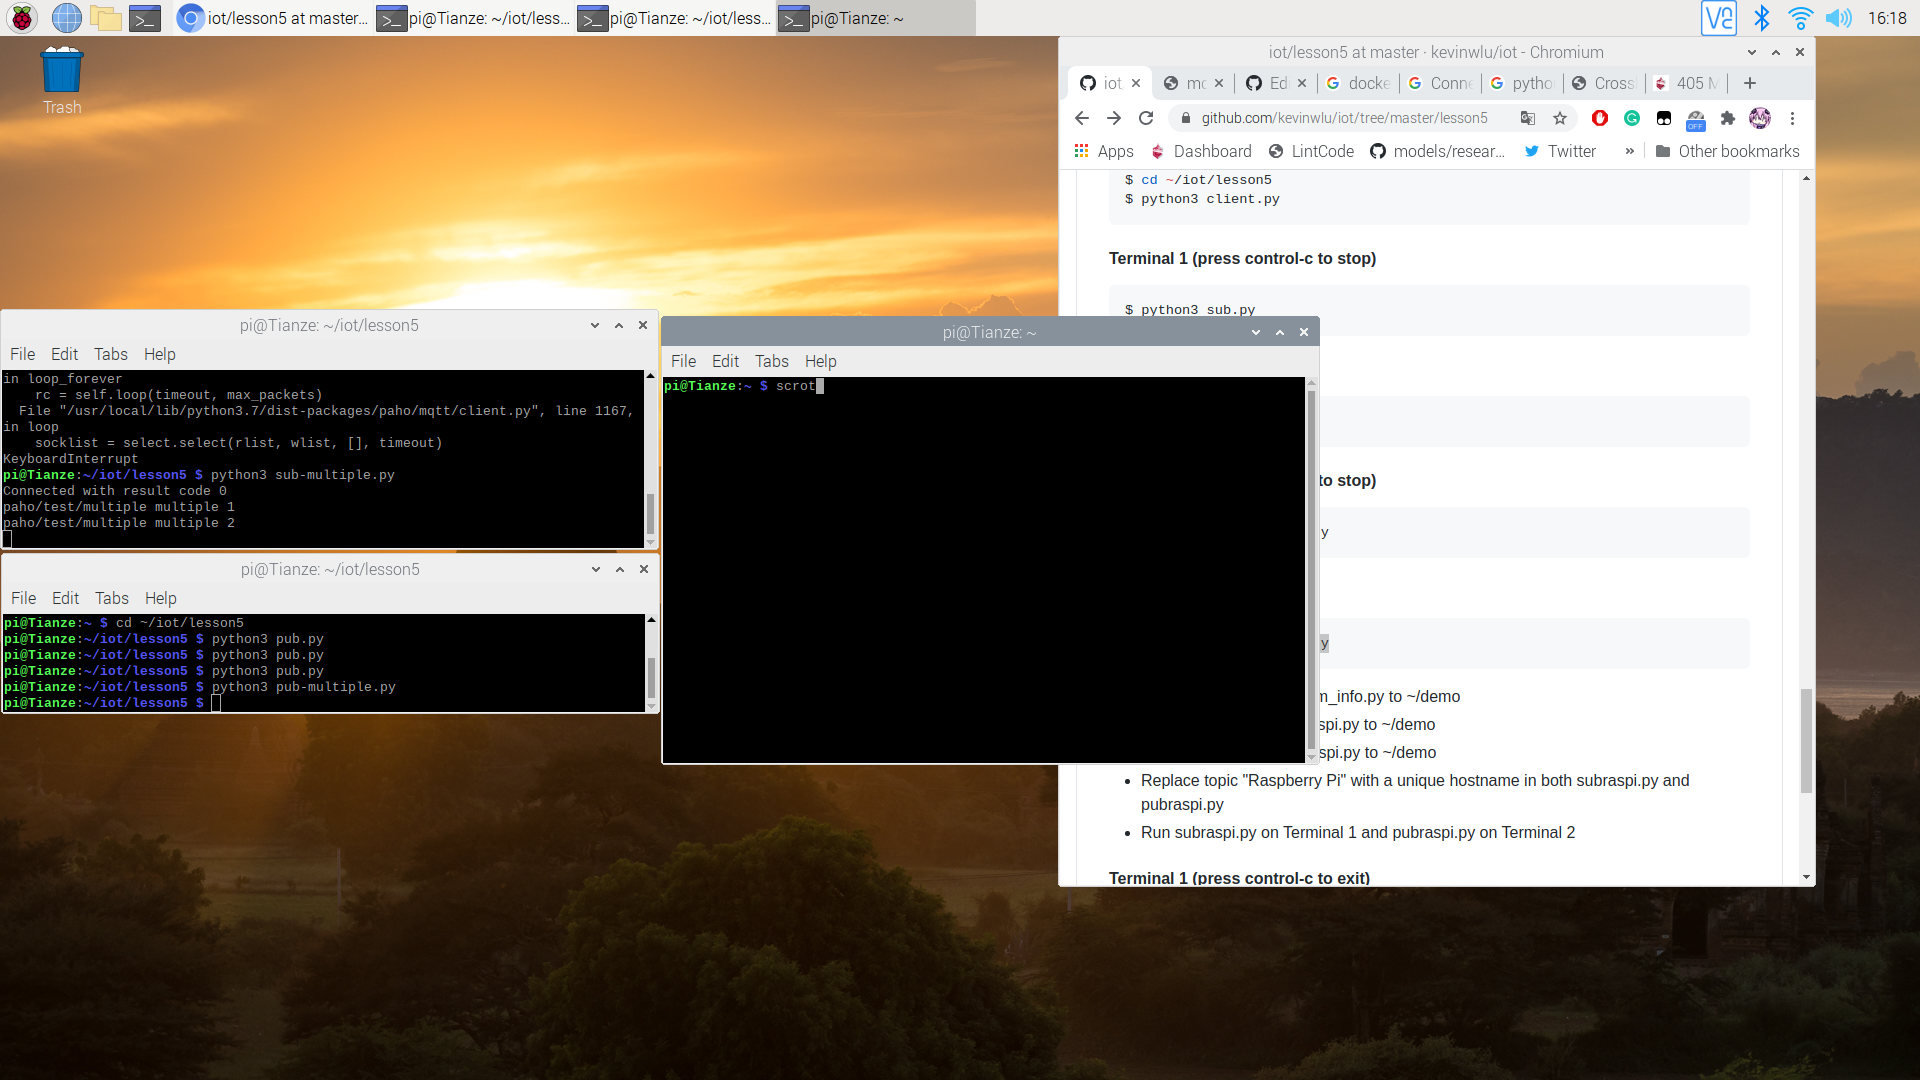 iot/lesson5 at master...
pi@Tianze: ~/iot/less...
pi@Tianze: ~/iot/less...
pi@Tianze: ~
16:18
Trash
iot/lesson5 at master · kevinwlu/iot - Chromium
iot
mc
Ed
docke
Conne
pytho
Cross
405 M
github.com/kevinwlu/iot/tree/master/lesson5
OFF
Apps
Dashboard
LintCode
models/resear...
Twitter
»
Other bookmarks
$ cd ~/iot/lesson5
$ python3 client.py
Terminal 1 (press control-c to stop)
$ python3 sub.py
to stop)
y
y
m_info.py to ~/demo
spi.py to ~/demo
spi.py to ~/demo
Replace topic "Raspberry Pi" with a unique hostname in both subraspi.py and
pubraspi.py
Run subraspi.py on Terminal 1 and pubraspi.py on Terminal 2
Terminal 1 (press control-c to exit)
pi@Tianze: ~/iot/lesson5
File Edit Tabs Help
in loop_forever
rc = self.loop(timeout, max_packets)
File "/usr/local/lib/python3.7/dist-packages/paho/mqtt/client.py", line 1167,
in loop
socklist = select.select(rlist, wlist, [], timeout)
KeyboardInterrupt
pi@Tianze:~/iot/lesson5 $ python3 sub-multiple.py
Connected with result code 0
paho/test/multiple multiple 1
paho/test/multiple multiple 2
pi@Tianze: ~/iot/lesson5
File Edit Tabs Help
pi@Tianze:~ $ cd ~/iot/lesson5
pi@Tianze:~/iot/lesson5 $ python3 pub.py
pi@Tianze:~/iot/lesson5 $ python3 pub.py
pi@Tianze:~/iot/lesson5 $ python3 pub.py
pi@Tianze:~/iot/lesson5 $ python3 pub-multiple.py
pi@Tianze:~/iot/lesson5 $
pi@Tianze: ~
File Edit Tabs Help
pi@Tianze:~ $ scrot